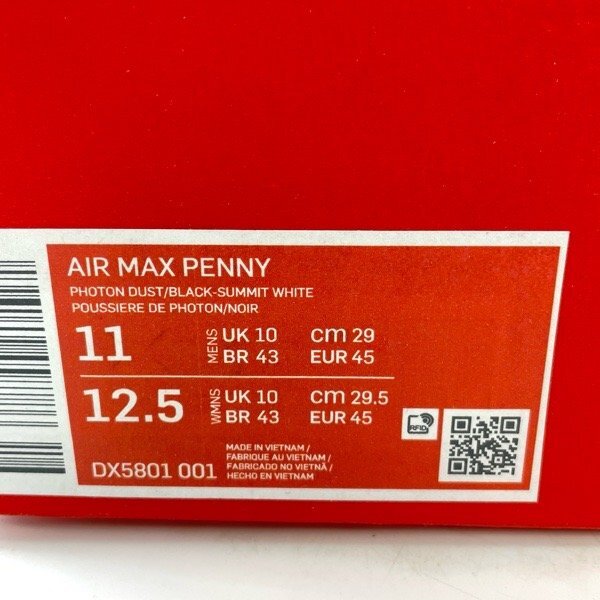 AIR MAX PENNY
PHOTON DUST/BLACK-SUMMIT WHITE
POUSSIERE DE PHOTON/NOIR
11 MENS UK 10 cm 29
BR 43 EUR 45
12.5 WMNS UK 10 cm 29.5
BR 43 EUR 45
RFID
DX5801 001
MADE IN VIETNAM /
FABRIQUE AU VIETNAM /
FABRICADO NO VIETNÃ /
HECHO EN VIETNAM